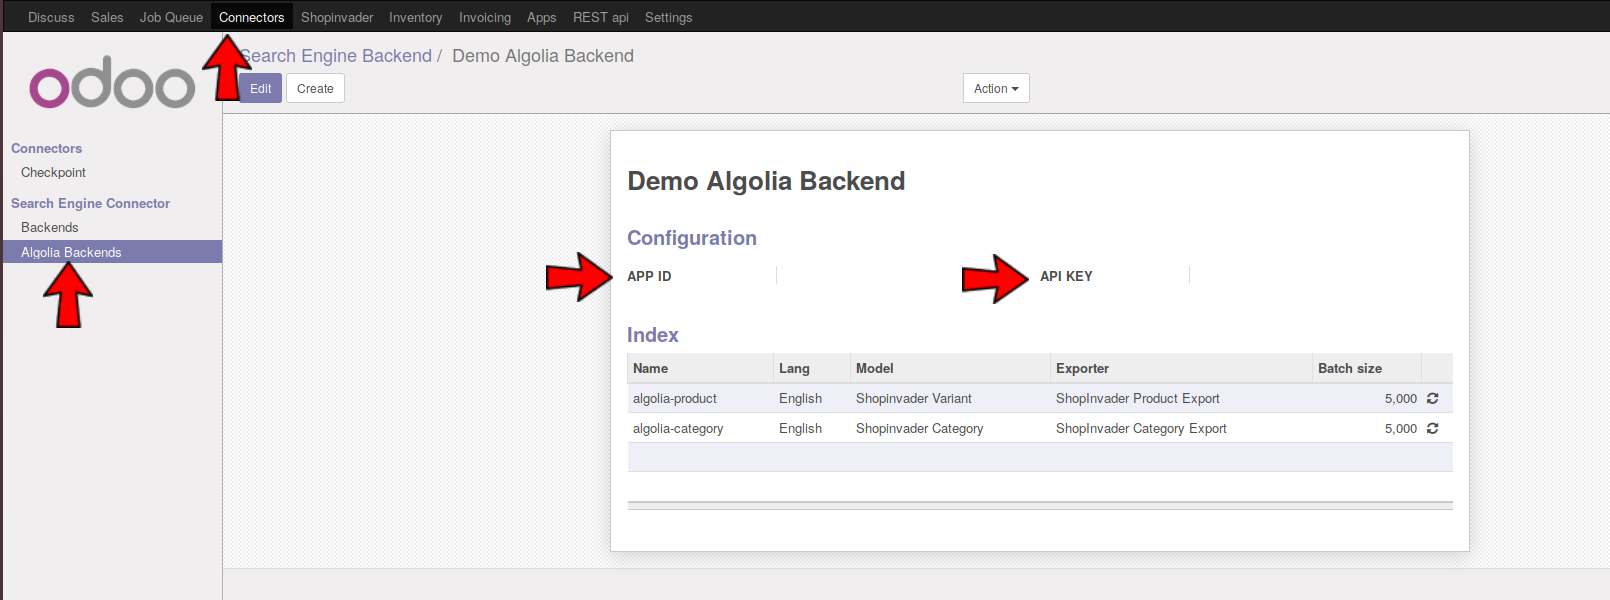 Discuss Sales Job Queue Connectors Shopinvader Inventory Invoicing Apps REST api Settings
odoo
Search Engine Backend / Demo Algolia Backend
Edit Create Action
Connectors
Checkpoint
Search Engine Connector
Backends
Algolia Backends
Demo Algolia Backend
Configuration
APP ID API KEY
Index
Name Lang Model Exporter Batch size
algolia-product English Shopinvader Variant ShopInvader Product Export 5,000
algolia-category English Shopinvader Category ShopInvader Category Export 5,000